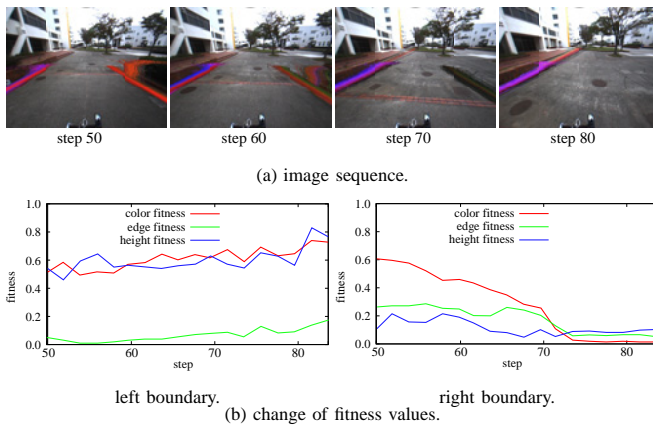 step 50 step 60 step 70 step 80
(a) image sequence.
1.0
0.8
0.6
0.4
0.2
0.0
fitness
color fitness
edge fitness
height fitness
50 60 70 80
step
left boundary.
1.0
0.8
0.6
0.4
0.2
0.0
fitness
color fitness
edge fitness
height fitness
50 60 70 80
step
right boundary.
(b) change of fitness values.